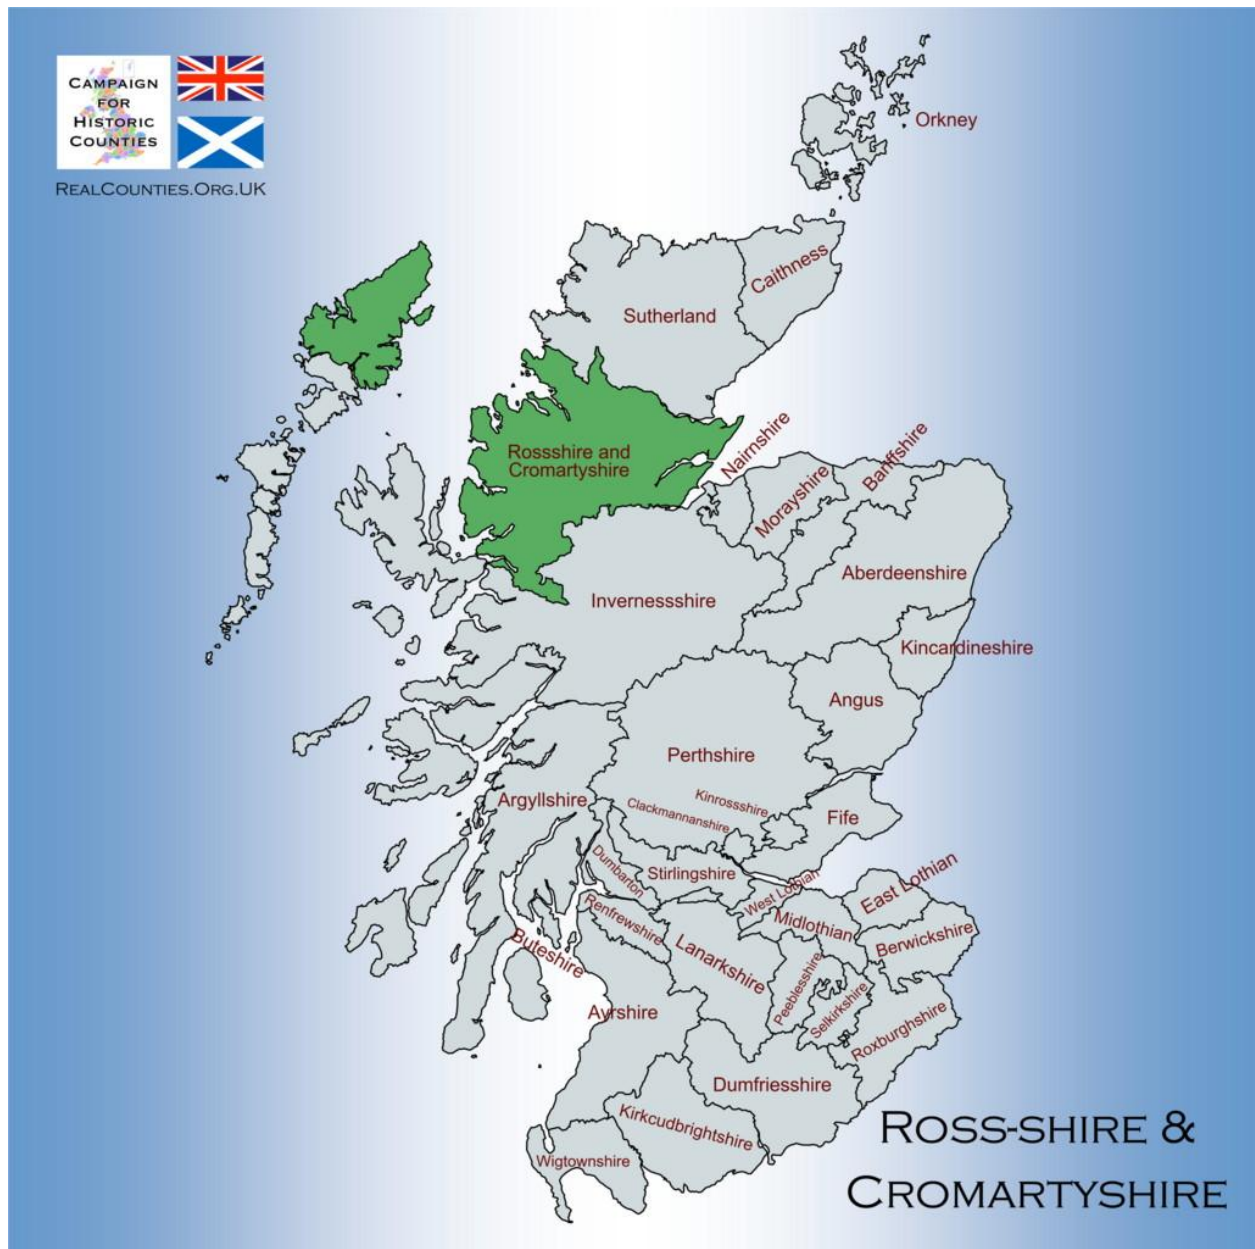 CAMPAIGN
FOR
HISTORIC
COUNTIES
REALCOUNTIES.ORG.UK
Orkney
Caithness
Sutherland
Rossshire and
Cromartyshire
Nairnshire
Morayshire
Banffshire
Aberdeenshire
Invernessshire
Kincardineshire
Angus
Perthshire
Argyllshire
Kinrossshire
Clackmannanshire
Fife
Dumbarton
Stirlingshire
West Lothian
East Lothian
Midlothian
Renfrewshire
Berwickshire
Buteshire
Lanarkshire
Peeblesshire
Selkirkshire
Ayrshire
Roxburghshire
Dumfriesshire
Kirkcudbrightshire
Wigtownshire
ROSS-SHIRE &
CROMARTYSHIRE